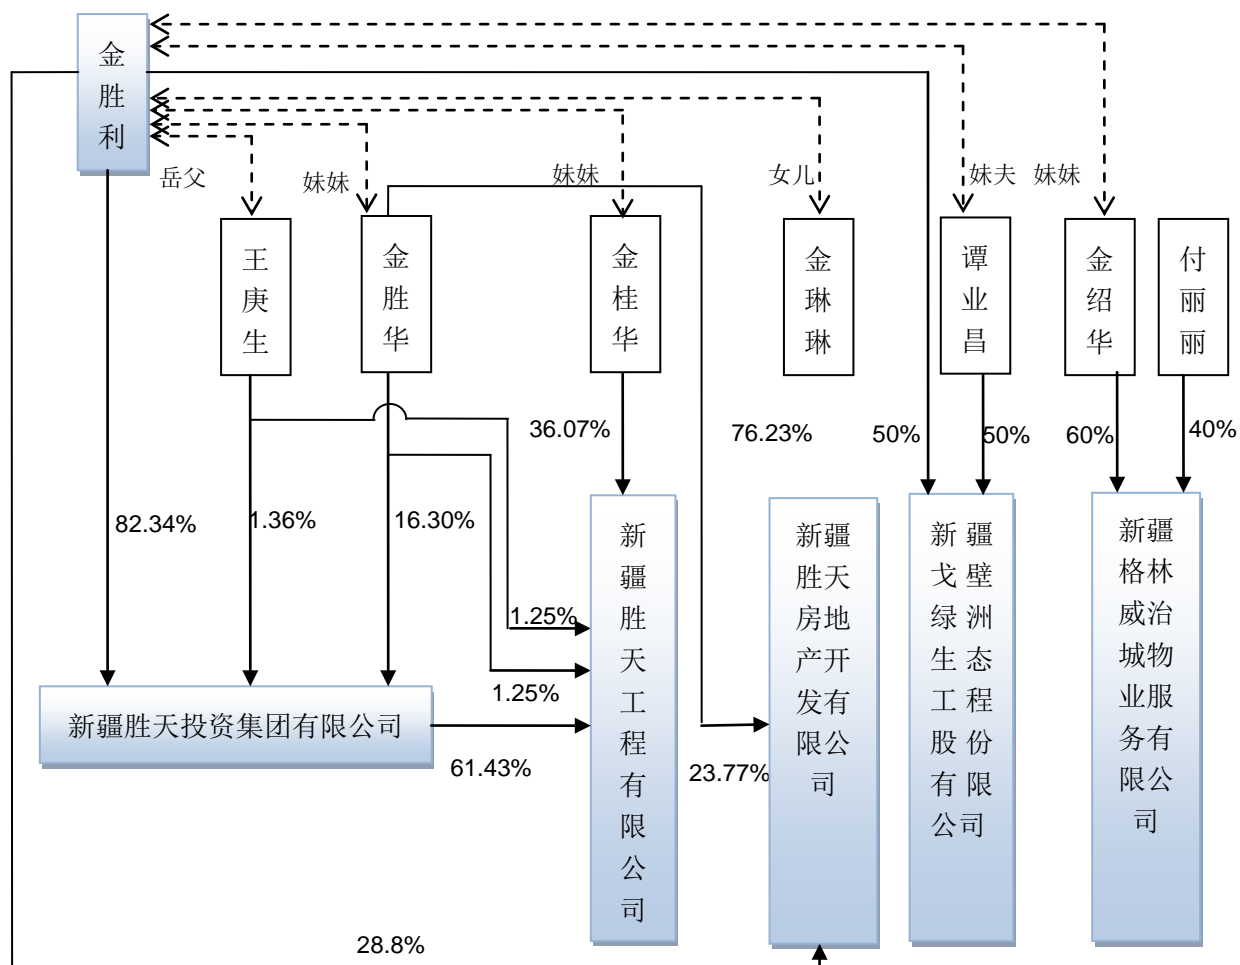 金胜利
岳父
妹妹
妹妹
女儿
妹夫 妹妹
王庚生
金胜华
金桂华
金琳琳
谭业昌
金绍华
付丽丽
36.07%
76.23%
50%
50%
60%
40%
82.34%
1.36%
16.30%
1.25%
1.25%
61.43%
23.77%
28.8%
新疆胜天投资集团有限公司
新疆胜天工程有限公司
新疆
胜天
房地
产开
发有
限公
司
新疆
戈壁
绿洲
生态
工程
股份
有限
公司
新疆
格林
威治
城物
业服
务有
限公
司